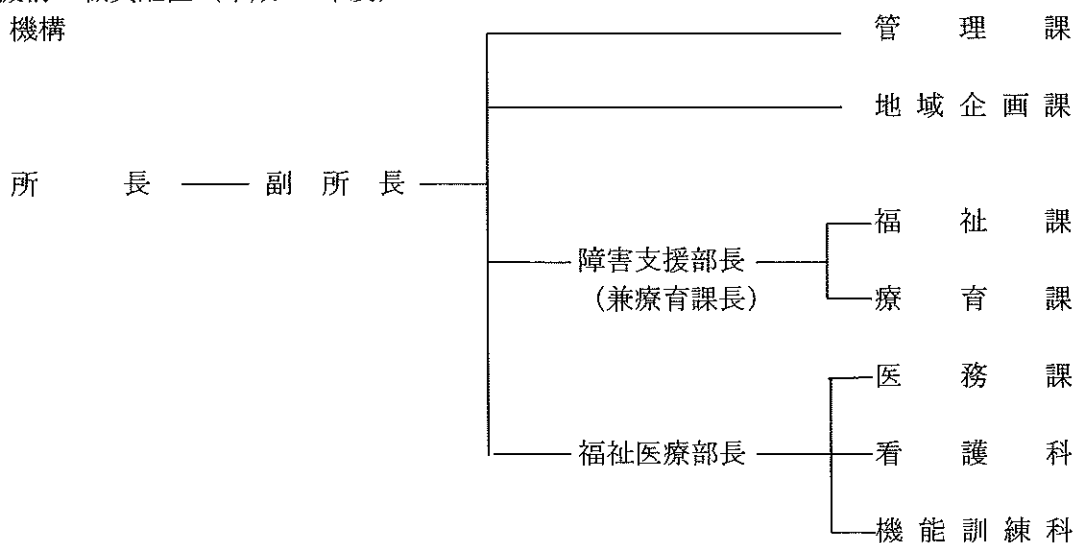 機構
管理課
地域企画課
所長 副所長
福祉課
障害支援部長
（兼療育課長）
療育課
医務課
福祉医療部長 看護科
機能訓練科